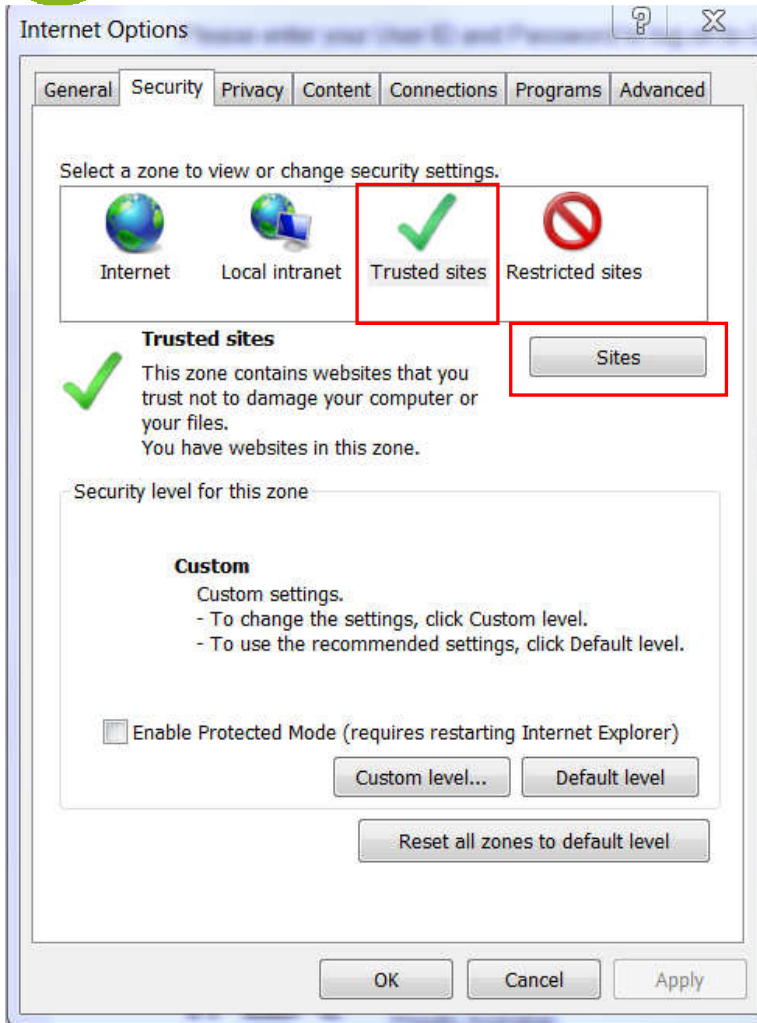 Internet Options
General Security Privacy Content Connections Programs Advanced
Select a zone to view or change security settings.
Internet Local intranet Trusted sites Restricted sites
Trusted sites
Sites
This zone contains websites that you
trust not to damage your computer or
your files.
You have websites in this zone.
Security level for this zone
Custom
Custom settings.
- To change the settings, click Custom level.
- To use the recommended settings, click Default level.
Enable Protected Mode (requires restarting Internet Explorer)
Custom level... Default level
Reset all zones to default level
OK Cancel Apply